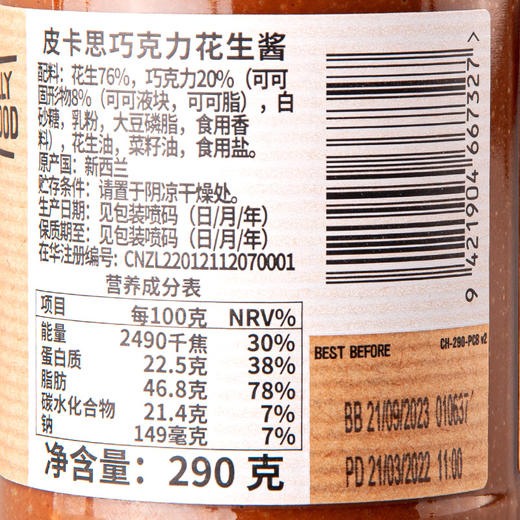 LY
OOD
皮卡思巧克力花生酱
配料：花生76%，巧克力20%（可可
固形物8%（可可液块，可可脂），白
砂糖，乳粉，大豆磷脂，食用香
料），花生油，菜籽油，食用盐。
原产国：新西兰
贮存条件：请置于阴凉干燥处。
生产日期：见包装喷码（日/月/年）
保质期至：见包装喷码（日/月/年）
在华注册编号：CNZL22012112070001
营养成分表
项目 每100克 NRV%
能量 2490千焦 30%
蛋白质 22.5克 38%
脂肪 46.8克 78%
碳水化合物 21.4克 7%
钠 149毫克 7%
净含量：290 克
9 421904 667327
BEST BEFORE
CH-290-PCB v2
BB 21/09/2023 010637
PD 21/03/2022 11:00